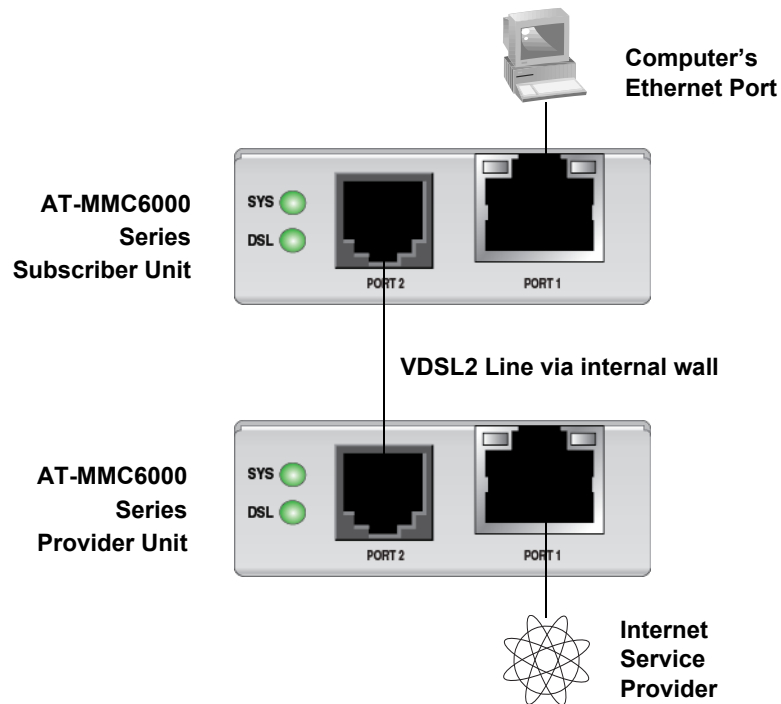 Computer's
Ethernet Port
AT-MMC6000
Series
Subscriber Unit
SYS
DSL
PORT 2
PORT 1
VDSL2 Line via internal wall
AT-MMC6000
Series
Provider Unit
SYS
DSL
PORT 2
PORT 1
Internet
Service
Provider